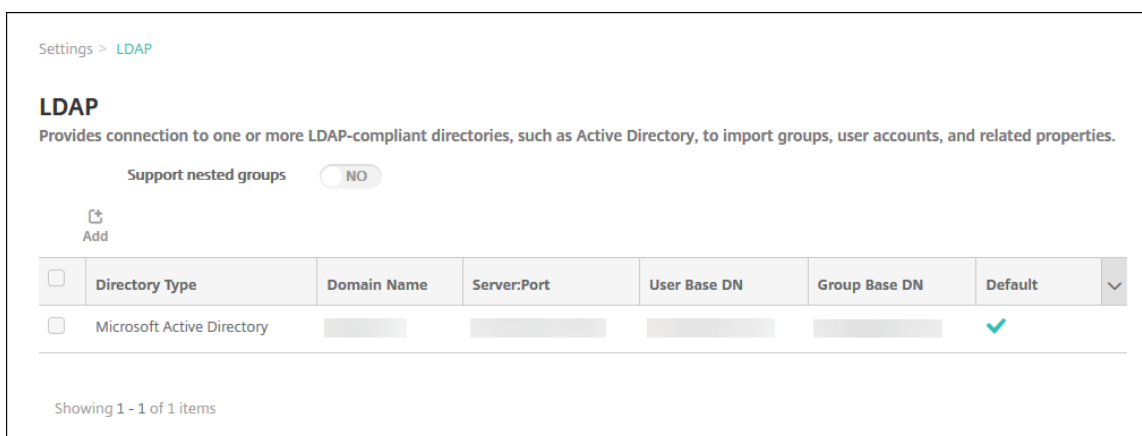 Settings > LDAP
LDAP
Provides connection to one or more LDAP-compliant directories, such as Active Directory, to import groups, user accounts, and related properties.
Support nested groups NO
Add
Directory Type Domain Name Server:Port User Base DN Group Base DN Default
Microsoft Active Directory
Showing 1 - 1 of 1 items